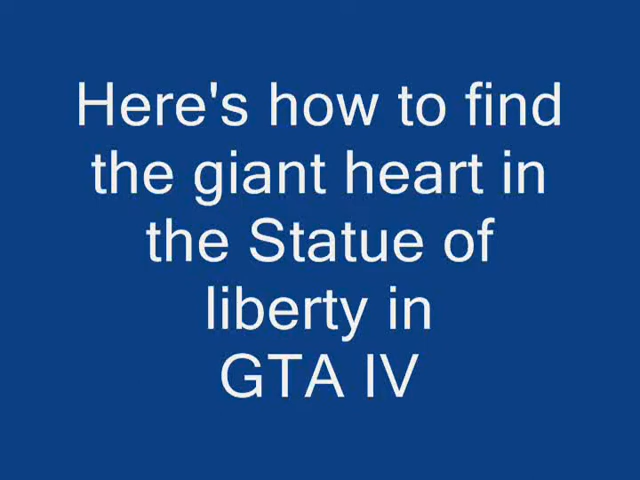 Here's how to find
the giant heart in
the Statue of
liberty in
GTA IV